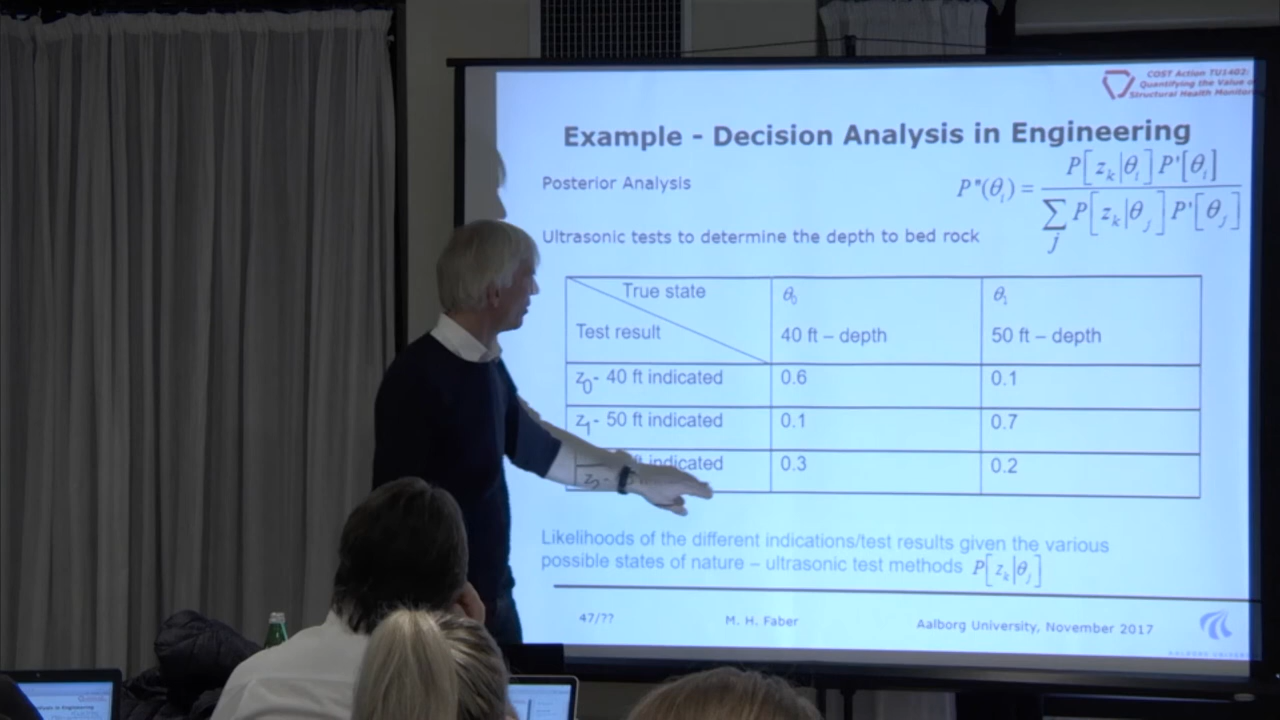 COST Action TU1402:
Quantifying the Value
Structural Health
Example - Decision Analysis in Engineering
Posterior Analysis
P"(θᵢ) = P[zₖ|θᵢ] P'[θᵢ] / ∑ⱼ P[zₖ|θⱼ] P'[θⱼ]
Ultrasonic tests to determine the depth to bed rock
True state
Test result
θ₀
40 ft – depth
θ₁
50 ft – depth
z₀- 40 ft indicated 0.6 0.1
z₁- 50 ft indicated 0.1 0.7
z₂- ft indicated 0.3 0.2
Likelihoods of the different indications/test results given the various
possible states of nature – ultrasonic test methods P[zₖ|θⱼ]
47/??
M. H. Faber
Aalborg University, November 2017